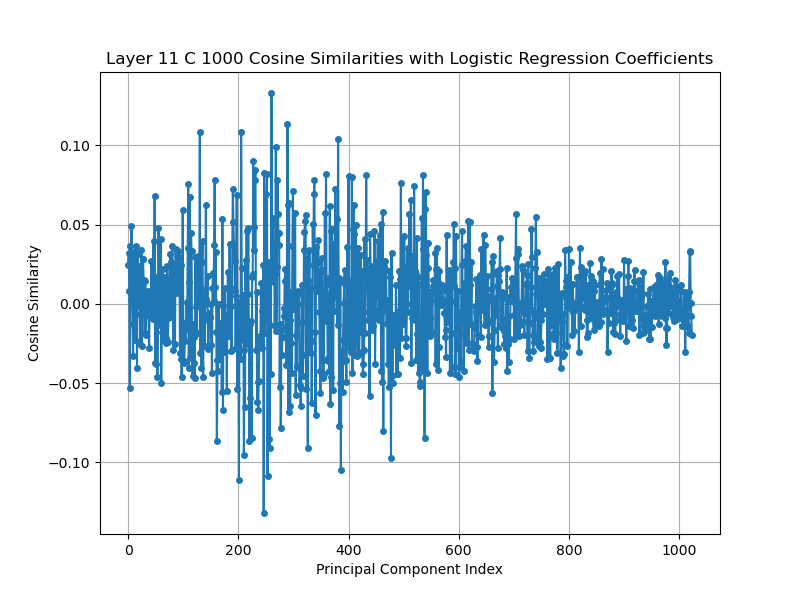 Layer 11 C 1000 Cosine Similarities with Logistic Regression Coefficients
0.10
0.05
0.00
−0.05
−0.10
Cosine Similarity
0 200 400 600 800 1000
Principal Component Index